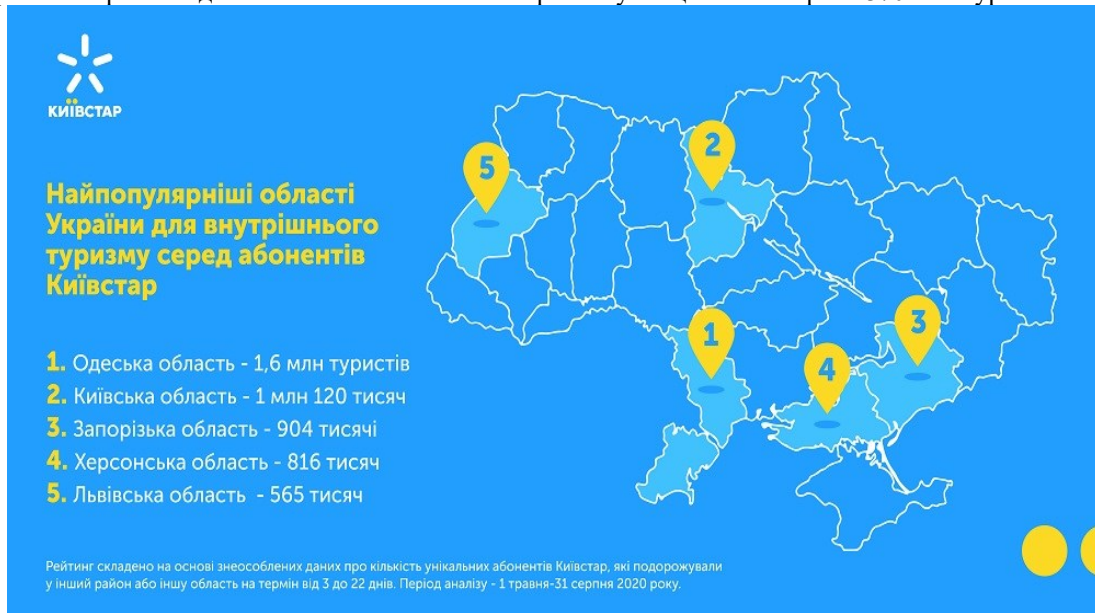 КИЇВСТАР
Найпопулярніші області
України для внутрішнього
туризму серед абонентів
Київстар
1. Одеська область - 1,6 млн туристів
2. Київська область - 1 млн 120 тисяч
3. Запорізька область - 904 тисячі
4. Херсонська область - 816 тисяч
5. Львівська область - 565 тисяч
5
2
1
3
4
Рейтинг складено на основі знеособлених даних про кількість унікальних абонентів Київстар, які подорожували
у інший район або іншу область на термін від 3 до 22 днів. Період аналізу - 1 травня-31 серпня 2020 року.